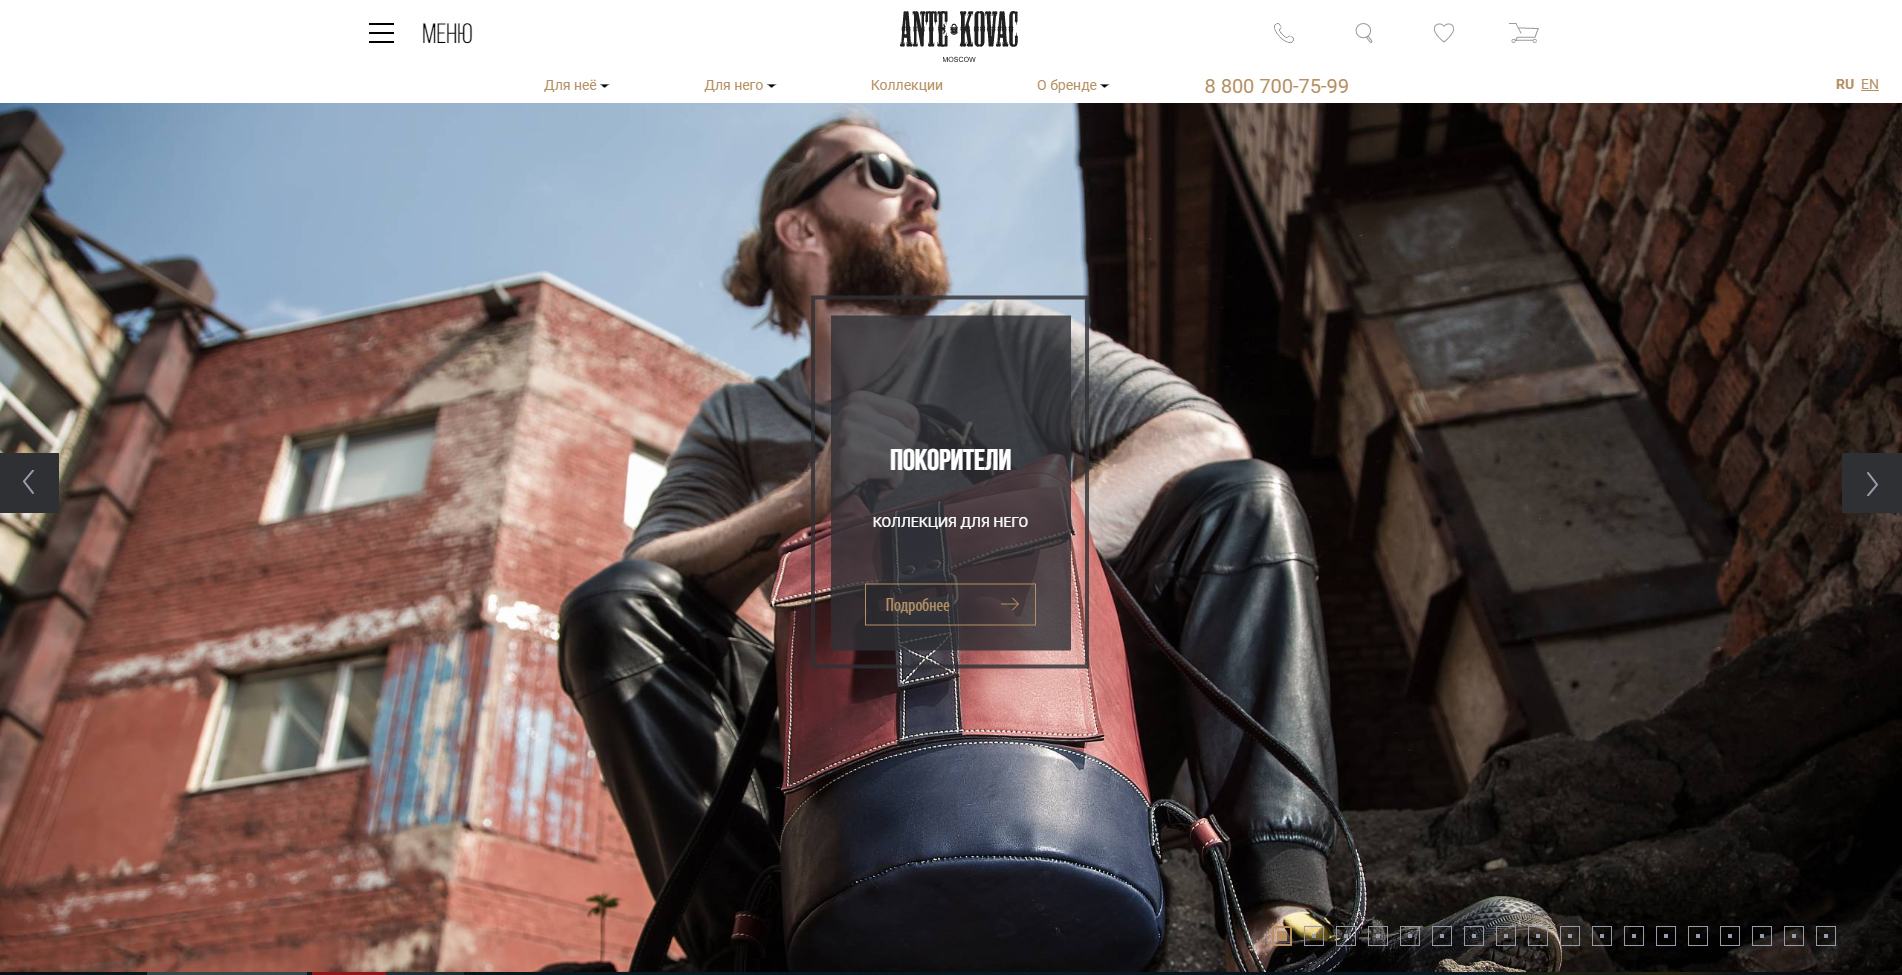 МЕНЮ
ANTE KOVAC
MOSCOW
Для неё
Для него
Коллекции
О бренде
8 800 700-75-99
RU EN
ПОКОРИТЕЛИ
КОЛЛЕКЦИЯ ДЛЯ НЕГО
Подробнее